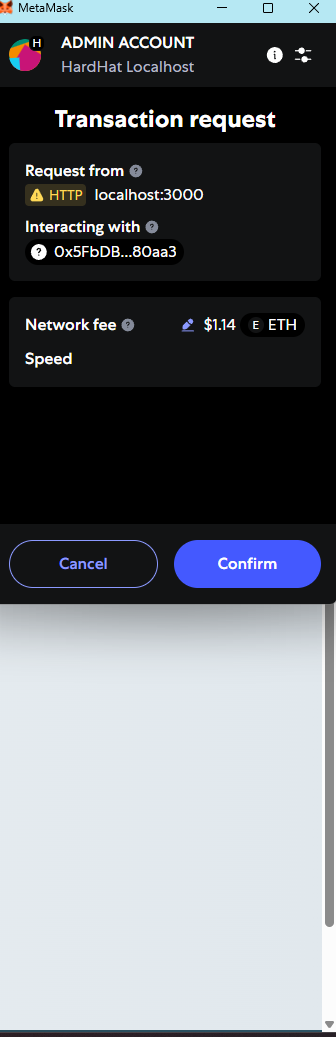 MetaMask
H
ADMIN ACCOUNT
HardHat Localhost
Transaction request
Request from
HTTP localhost:3000
Interacting with
0x5FbDB...80aa3
Network fee $1.14 E ETH
Speed
Cancel Confirm